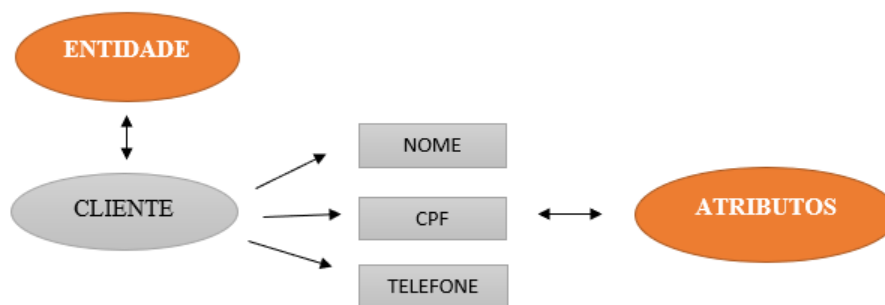 ENTIDADE
NOME
CLIENTE
CPF
ATRIBUTOS
TELEFONE